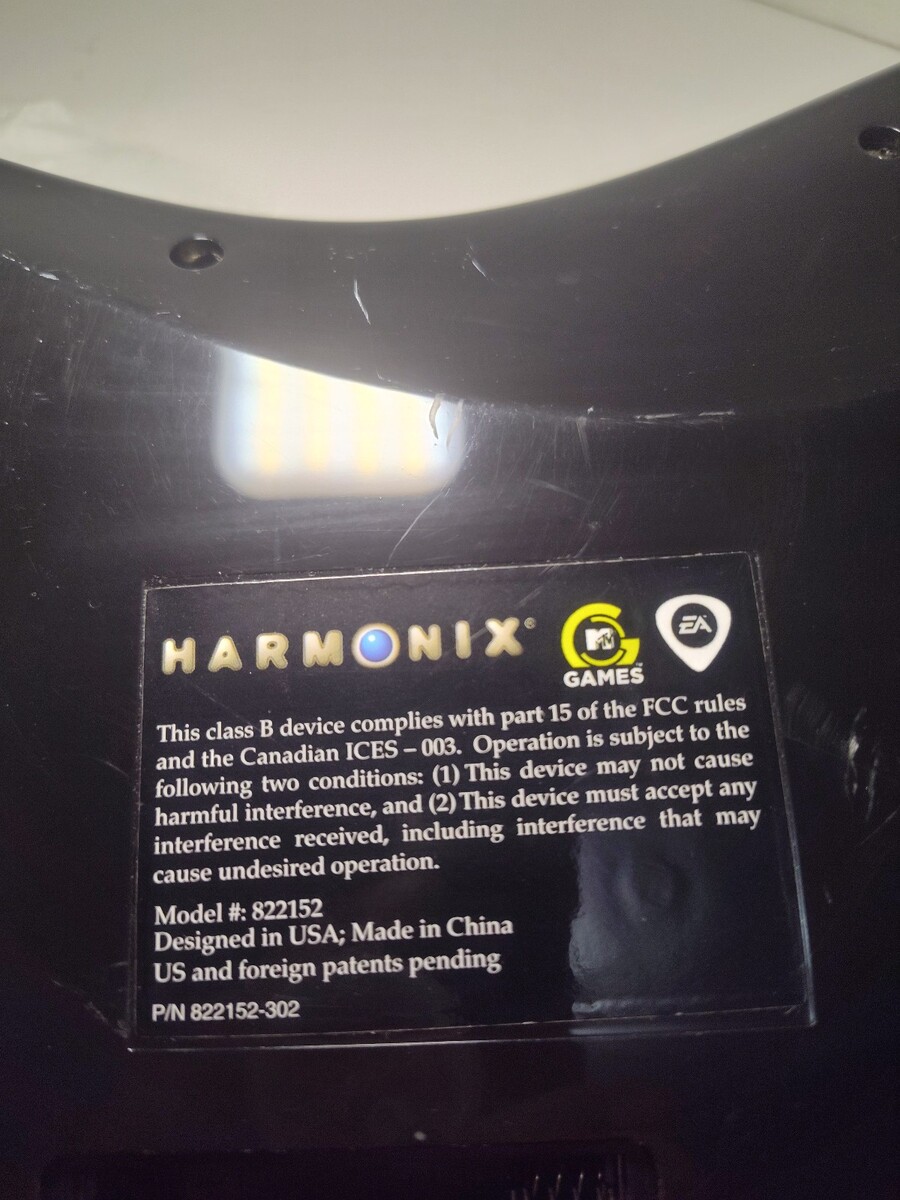 HARMONIX®
MTV
G
GAMES™
EA
This class B device complies with part 15 of the FCC rules
and the Canadian ICES – 003. Operation is subject to the
following two conditions: (1) This device may not cause
harmful interference, and (2) This device must accept any
interference received, including interference that may
cause undesired operation.
Model #: 822152
Designed in USA; Made in China
US and foreign patents pending
P/N 822152-302